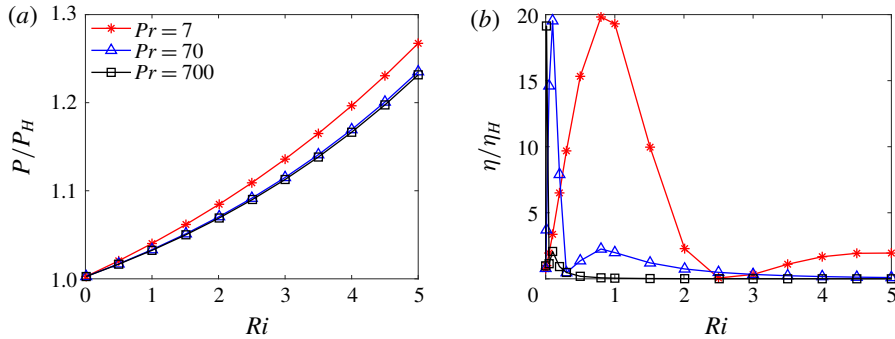 (a)
1.3
Pr = 7
Pr = 70
Pr = 700
1.2
P/P_H
1.1
1.0
0 1 2 3 4 5
Ri
(b)
20
15
η/η_H
10
5
0 1 2 3 4 5
Ri